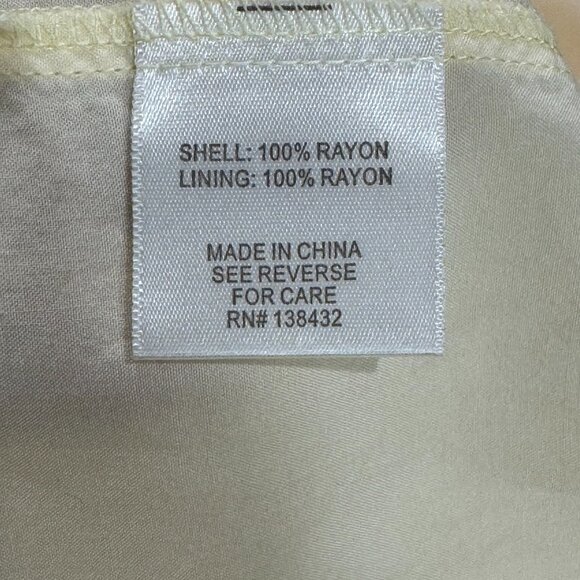 SHELL: 100% RAYON
LINING: 100% RAYON
MADE IN CHINA
SEE REVERSE
FOR CARE
RN# 138432